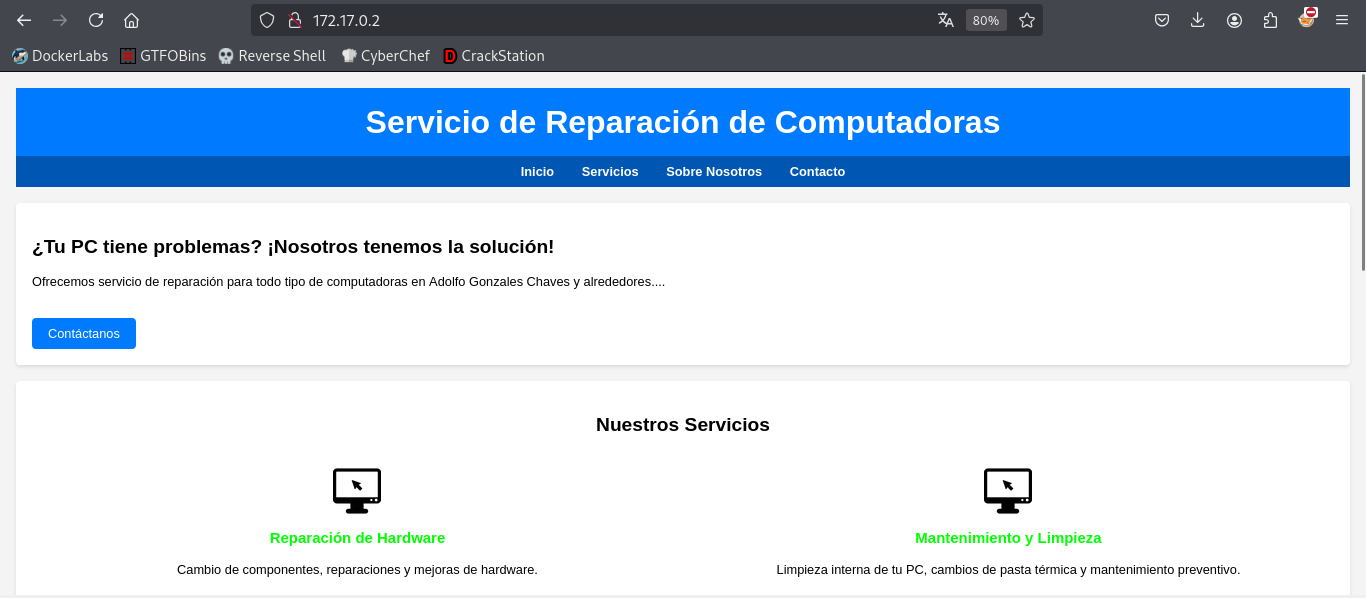 172.17.0.2 80%
DockerLabs GTFOBins Reverse Shell CyberChef CrackStation
Servicio de Reparación de Computadoras
Inicio Servicios Sobre Nosotros Contacto
¿Tu PC tiene problemas? ¡Nosotros tenemos la solución!
Ofrecemos servicio de reparación para todo tipo de computadoras en Adolfo Gonzales Chaves y alrededores....
Contáctanos
Nuestros Servicios
Reparación de Hardware Mantenimiento y Limpieza
Cambio de componentes, reparaciones y mejoras de hardware. Limpieza interna de tu PC, cambios de pasta térmica y mantenimiento preventivo.